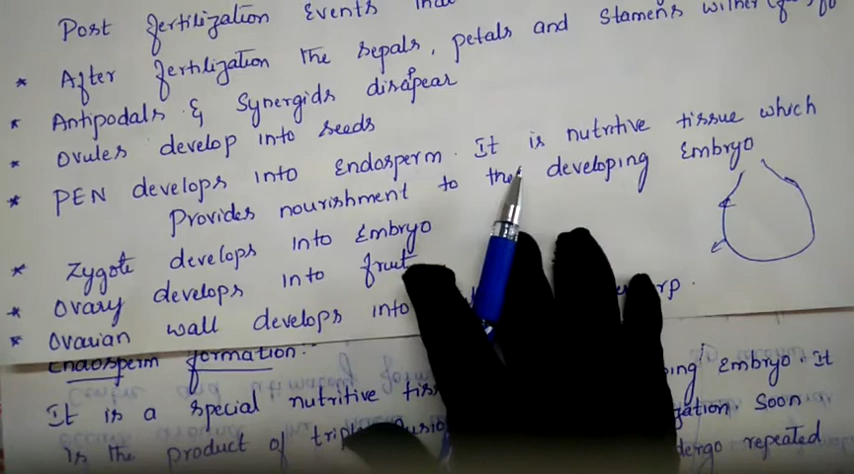 Post fertilization Events
* After fertilization the sepals, petals and stamens wither
* Antipodals & Synergids disapear
* Ovules develop into seeds
* PEN develops into Endosperm. It is nutritive tissue which
Provides nourishment to the developing Embryo
* Zygote develops into Embryo
* Ovary develops into fruit
* Ovarian wall develops into
Endosperm formation.
It is a special nutritive Embryo. It
is the product of Soon
repeated